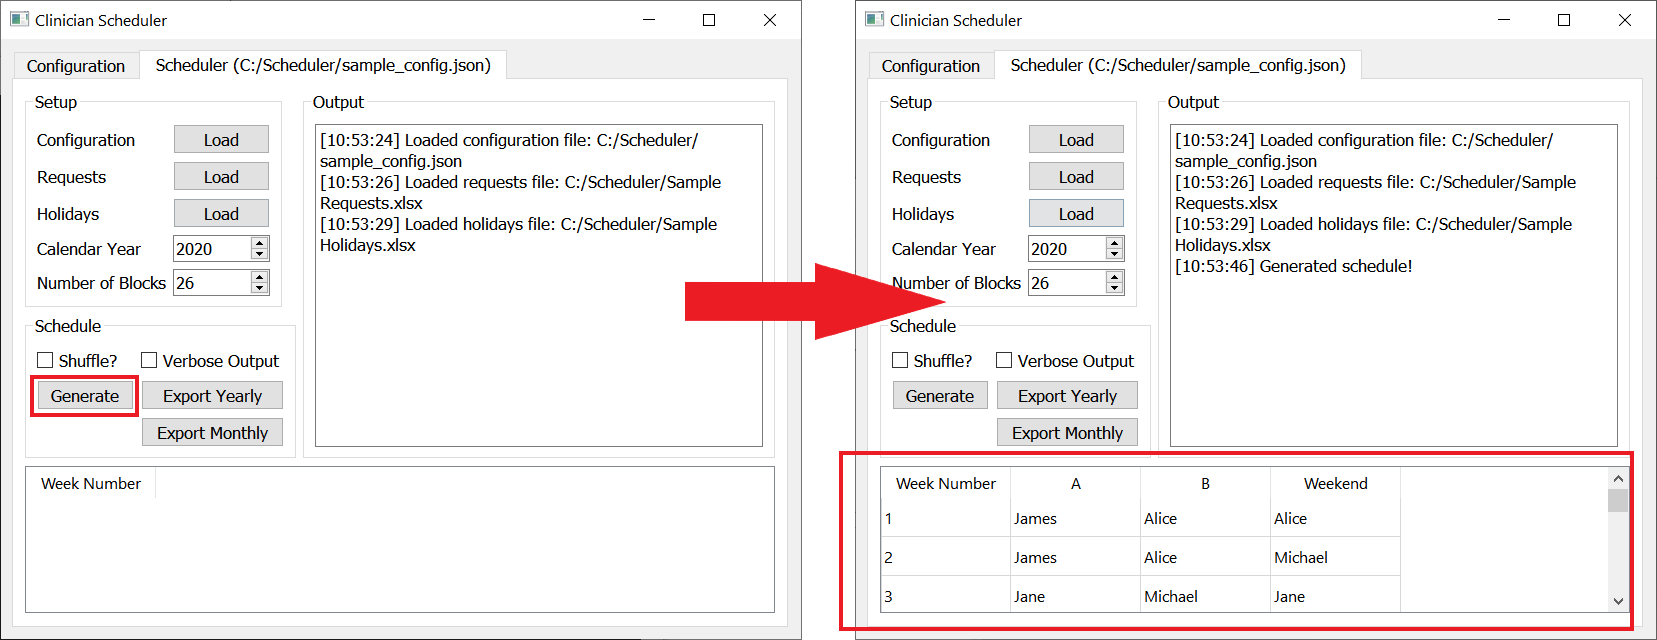 Clinician Scheduler
Configuration
Scheduler (C:/Scheduler/sample_config.json)
Setup
Configuration Load
Requests Load
Holidays Load
Calendar Year 2020
Number of Blocks 26
Output
[10:53:24] Loaded configuration file: C:/Scheduler/
sample_config.json
[10:53:26] Loaded requests file: C:/Scheduler/Sample
Requests.xlsx
[10:53:29] Loaded holidays file: C:/Scheduler/Sample
Holidays.xlsx
Schedule
Shuffle? Verbose Output
Generate Export Yearly
Export Monthly
Week Number
Clinician Scheduler
Configuration
Scheduler (C:/Scheduler/sample_config.json)
Setup
Configuration Load
Requests Load
Holidays Load
Calendar Year 2020
Number of Blocks 26
Output
[10:53:24] Loaded configuration file: C:/Scheduler/
sample_config.json
[10:53:26] Loaded requests file: C:/Scheduler/Sample
Requests.xlsx
[10:53:29] Loaded holidays file: C:/Scheduler/Sample
Holidays.xlsx
[10:53:46] Generated schedule!
Schedule
Shuffle? Verbose Output
Generate Export Yearly
Export Monthly
Week Number A B Weekend
1 James Alice Alice
2 James Alice Michael
3 Jane Michael Jane